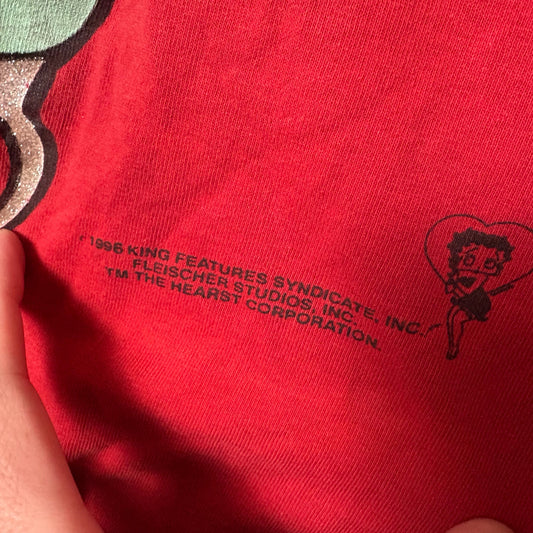 © 1996 KING FEATURES SYNDICATE, INC.
FLEISCHER STUDIOS, INC.
TM THE HEARST CORPORATION.